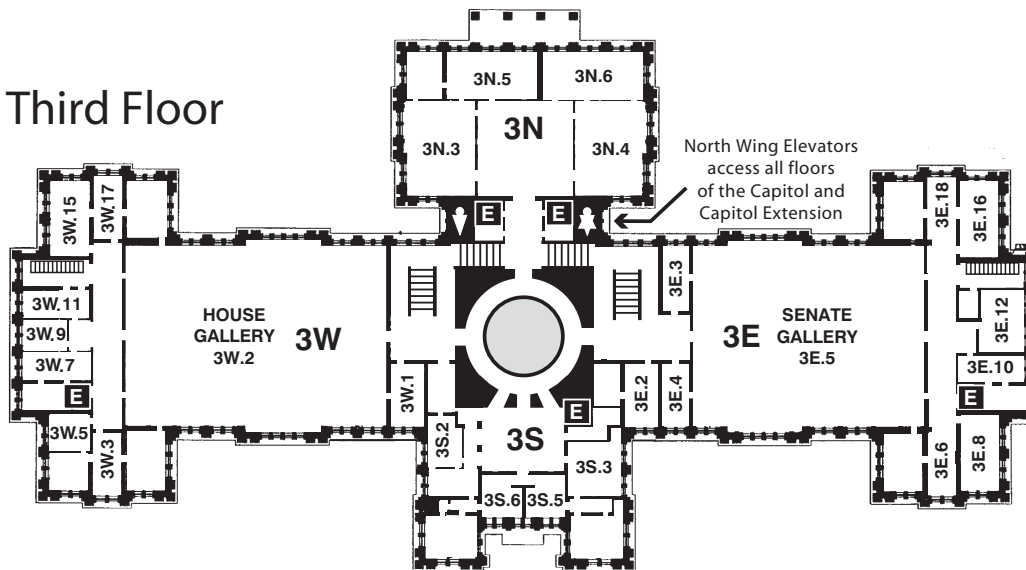 Third Floor
3N.5
3N.6
3N
3N.3
3N.4
North Wing Elevators
access all floors
of the Capitol and
Capitol Extension
E
E
3W.15
3W.17
3E.18
3E.16
3W.11
3W.9
3W.7
E
3W.5
3W.3
HOUSE
GALLERY
3W.2
3W
3W.1
3E.3
3E
SENATE
GALLERY
3E.5
3E.12
3E.10
E
3E.2
3E.4
E
3S
3S.2
3S.3
3S.6
3S.5
3E.6
3E.8